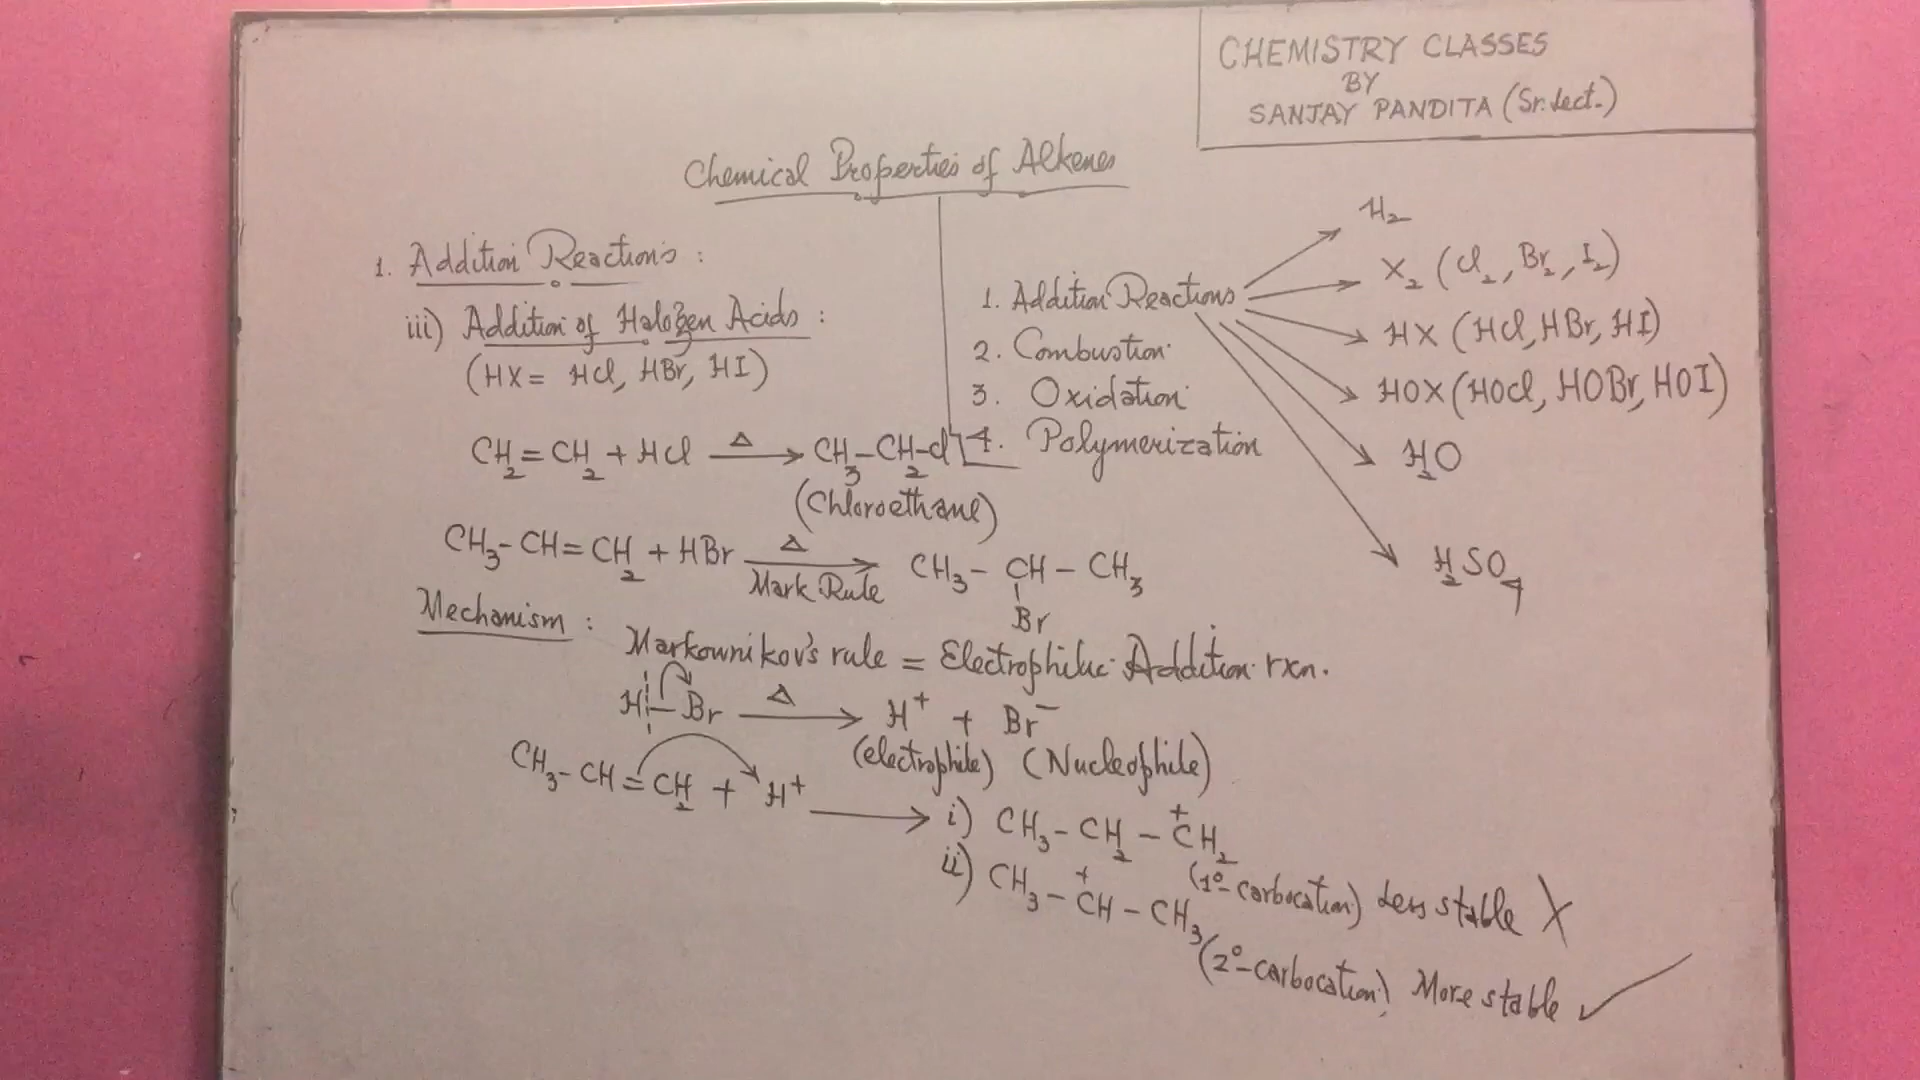 CHEMISTRY CLASSES
BY
SANJAY PANDITA (Sr. Lect.)
Chemical Properties of Alkenes
1. Addition Reactions :
iii) Addition of Halogen Acids :
(HX = HCl, HBr, HI)
CH₂=CH₂ + HCl —Δ→ CH₃-CH₂-Cl
(Chloroethane)
CH₃-CH=CH₂ + HBr —Δ→ CH₃-CH-CH₃
Mark. Rule
Br
1. Addition Reactions
2. Combustion
3. Oxidation
4. Polymerization
H₂
X₂ (Cl₂, Br₂, I₂)
HX (HCl, HBr, HI)
HOX (HOCl, HOBr, HOI)
H₂O
H₂SO₄
Mechanism :
Markownikov's rule = Electrophilic Addition rxn.
H-Br —Δ→ H⁺ + Br⁻
(electrophile) (Nucleophile)
CH₃-CH=CH₂ + H⁺ → i) CH₃-CH₂-C⁺H₂
(1°-carbocation) Less stable X
ii) CH₃-C⁺H-CH₃
(2°-carbocation) More stable ✓